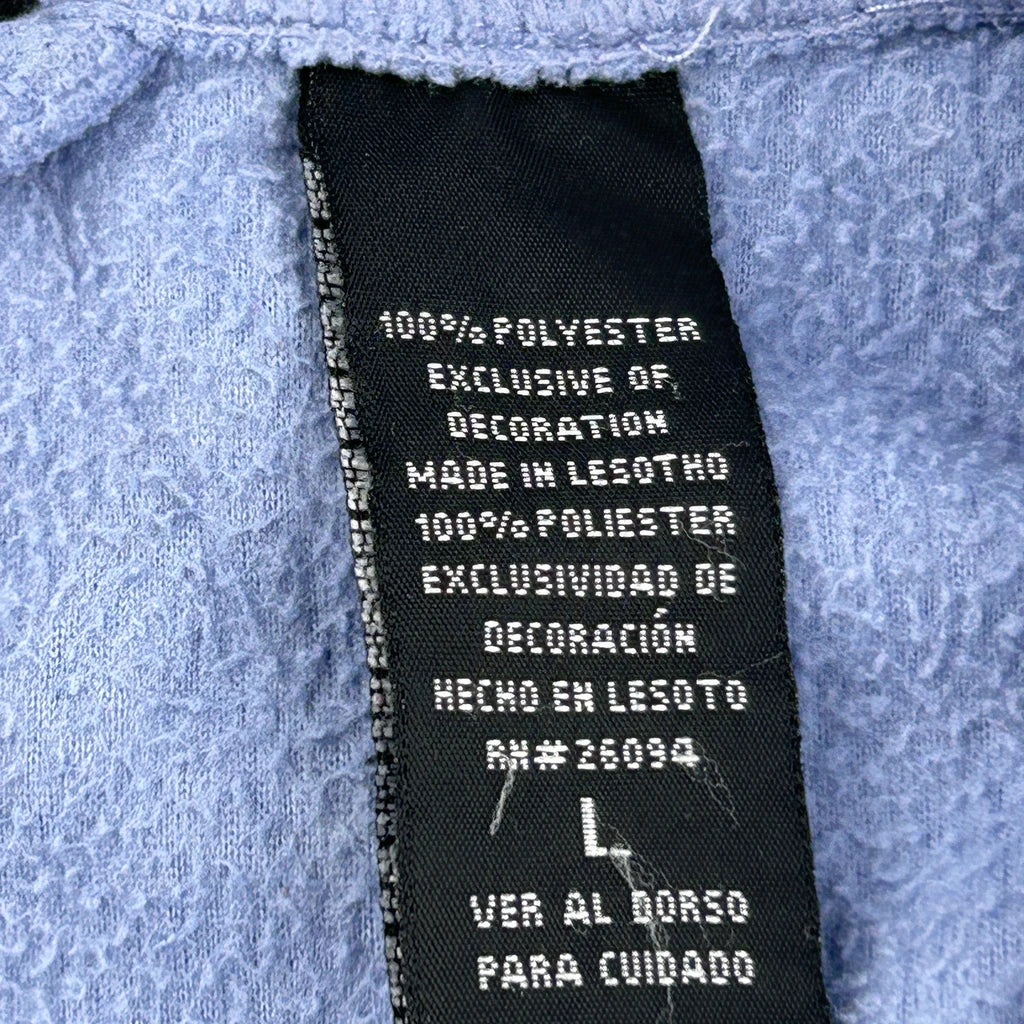 100% POLYESTER
EXCLUSIVE OF
DECORATION
MADE IN LESOTHO
100% POLIESTER
EXCLUSIVIDAD DE
DECORACIÓN
HECHO EN LESOTO
RN# 26094
L
VER AL DORSO
PARA CUIDADO